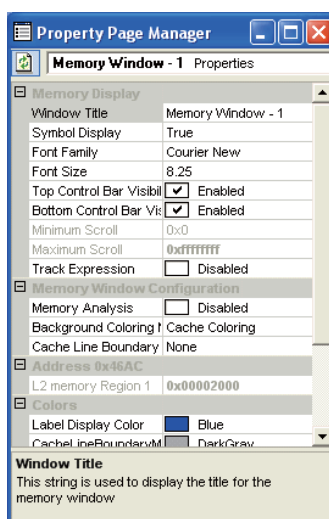 Property Page Manager
Memory Window - 1 Properties
Memory Display
Window Title Memory Window - 1
Symbol Display True
Font Family Courier New
Font Size 8.25
Top Control Bar Visibil Enabled
Bottom Control Bar Vis Enabled
Minimum Scroll 0x0
Maximum Scroll 0xffffffff
Track Expression Disabled
Memory Window Configuration
Memory Analysis Disabled
Background Coloring M Cache Coloring
Cache Line Boundary None
Address 0x46AC
L2 memory Region 1 0x00002000
Colors
Label Display Color Blue
CacheLineBoundaryM DarkGray
Window Title
This string is used to display the title for the
memory window